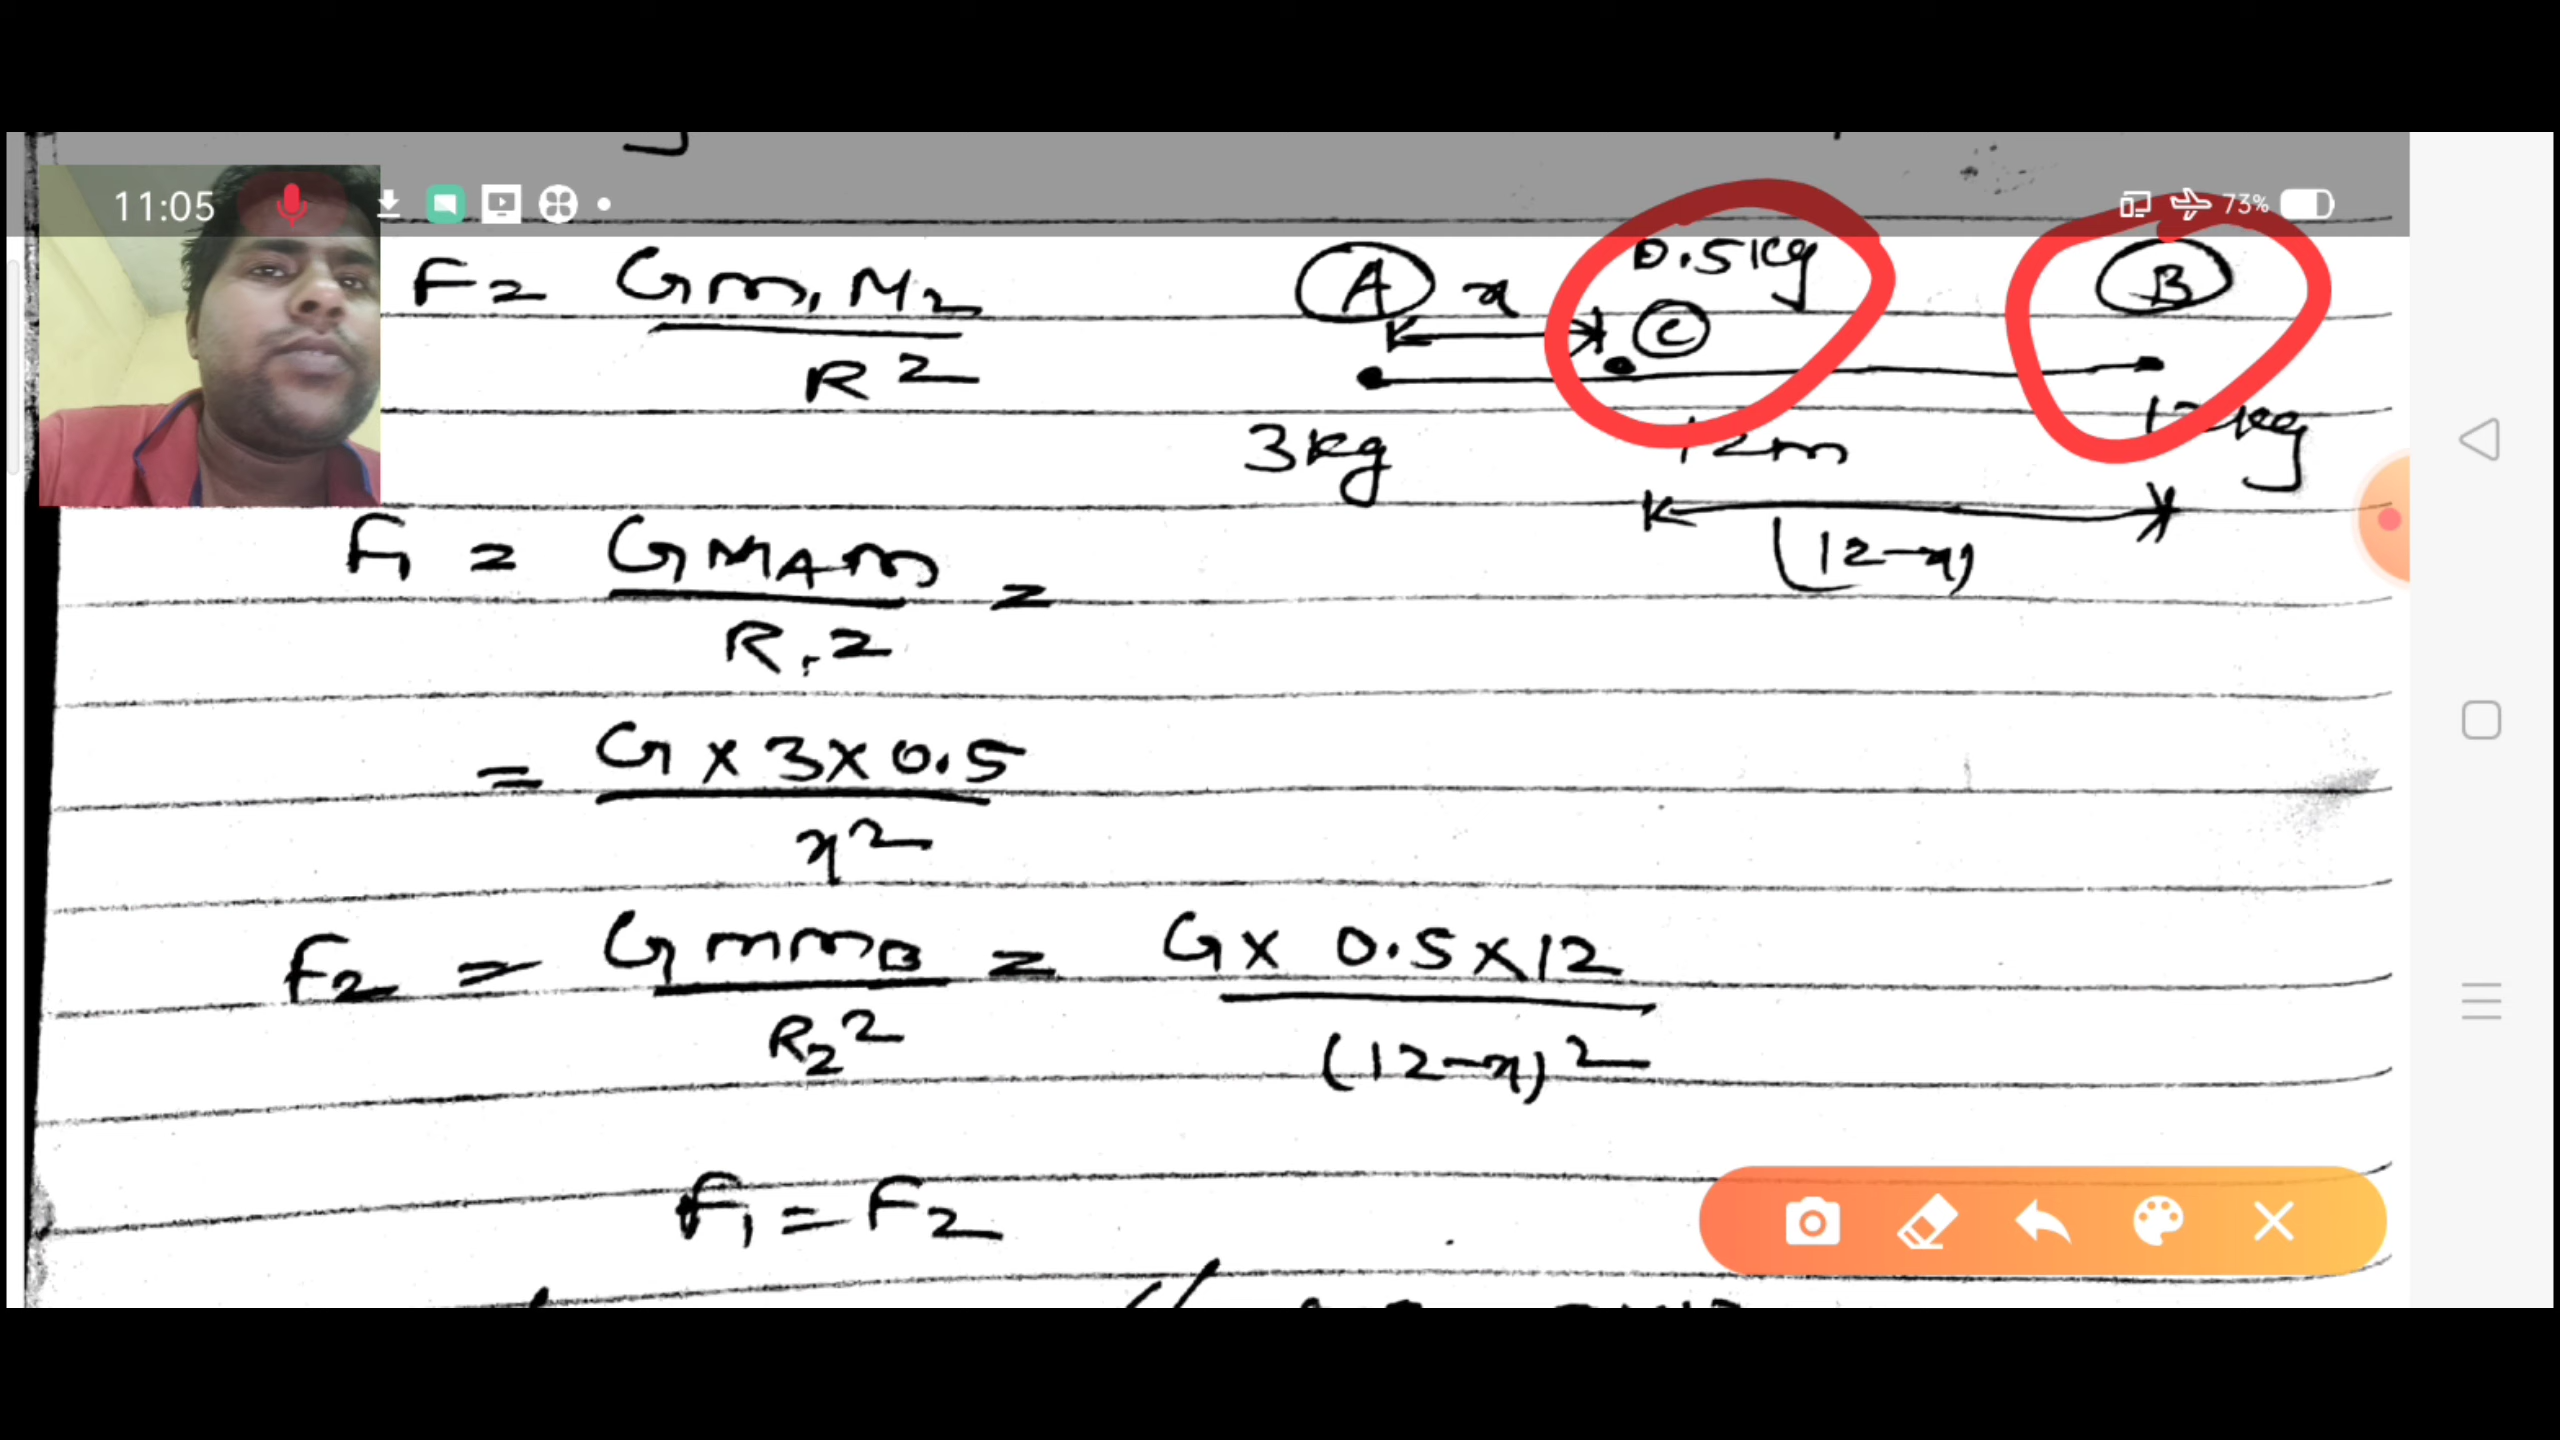 11:05
73%
F = Gm₁M₂
R²
A x 0.5kg B
C
3kg 12m 12kg
(12-x)
F₁ = GMAm =
R₁²
= G x 3 x 0.5
x²
F₂ = GmmB = G x 0.5 x 12
R₂² (12-x)²
F₁ = F₂